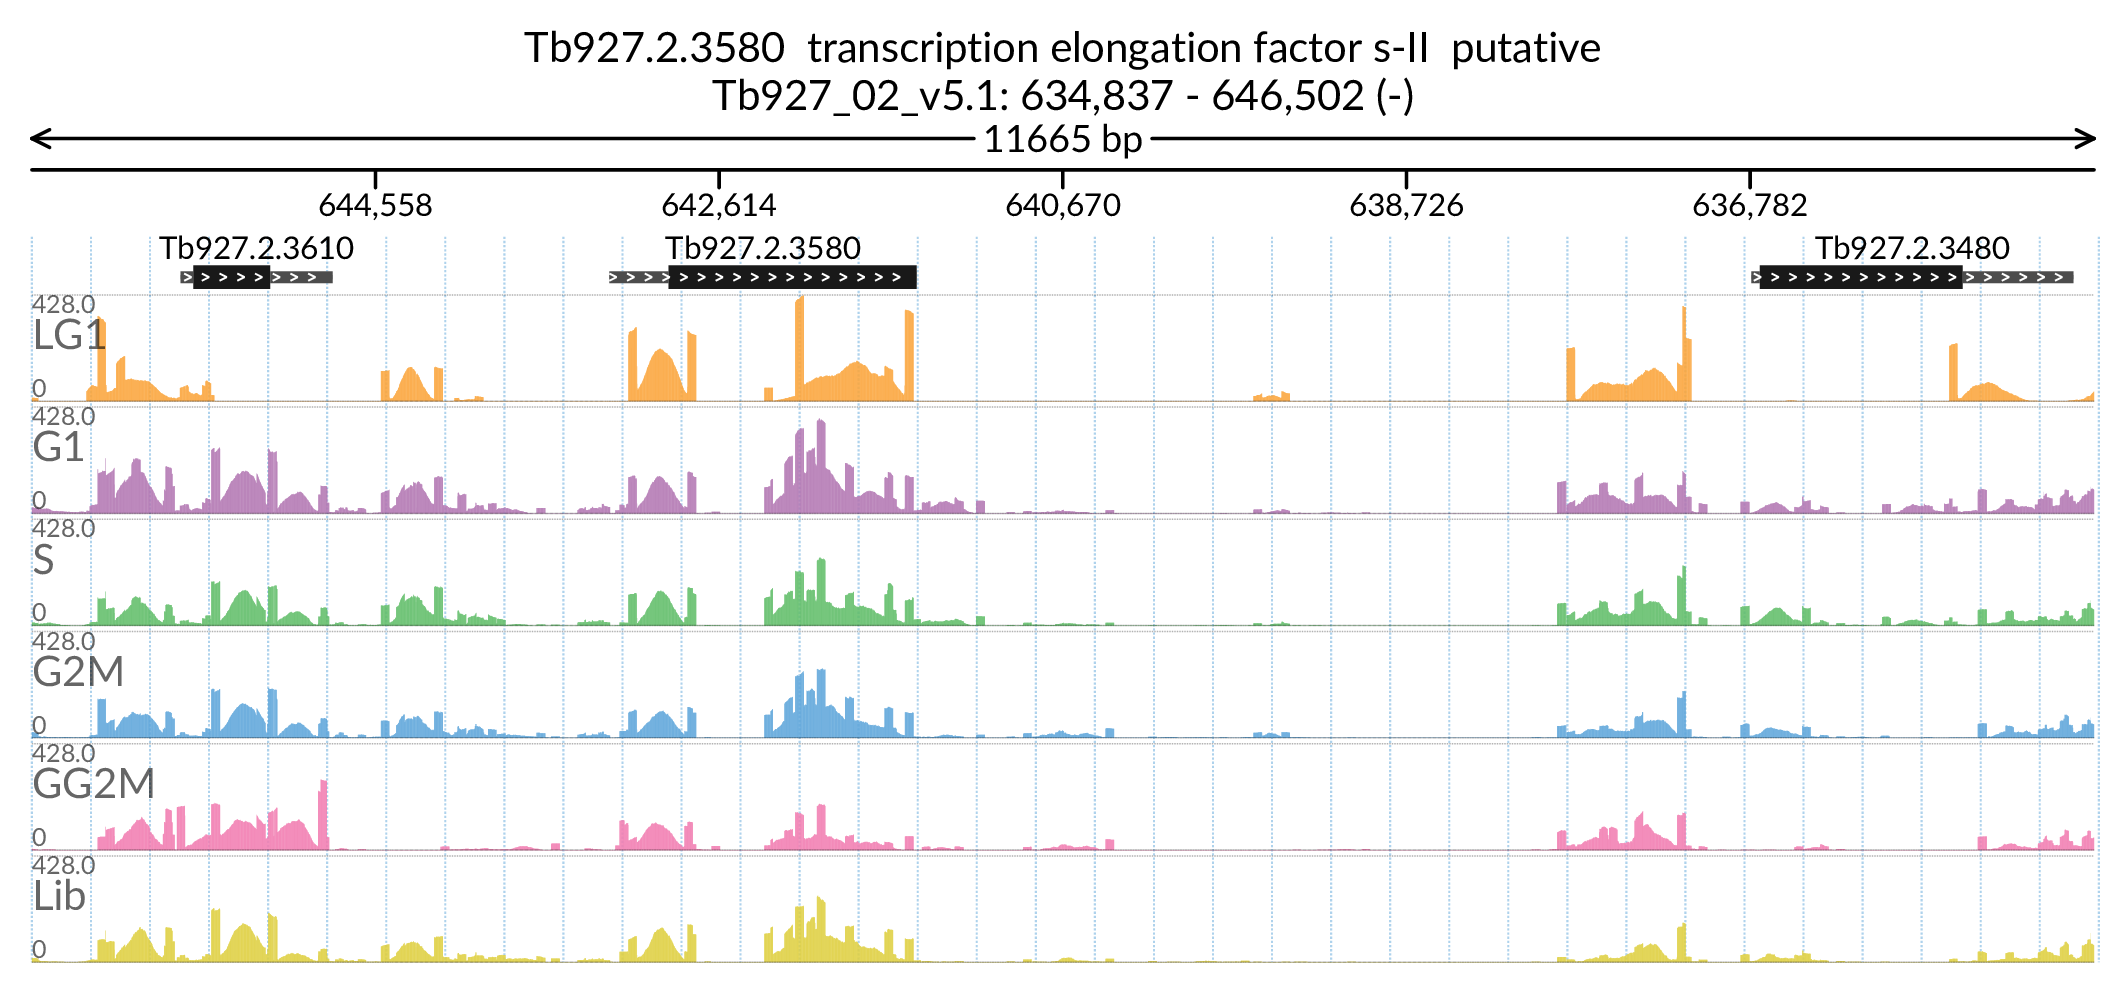 Tb927.2.3580  transcription elongation factor s-II  putative
Tb927_02_v5.1: 634,837 - 646,502 (-)
11665 bp
644,558 642,614 640,670 638,726 636,782
Tb927.2.3610 Tb927.2.3580 Tb927.2.3480
428.0
LG1
0
428.0
G1
0
428.0
S
0
428.0
G2M
0
428.0
GG2M
0
428.0
Lib
0